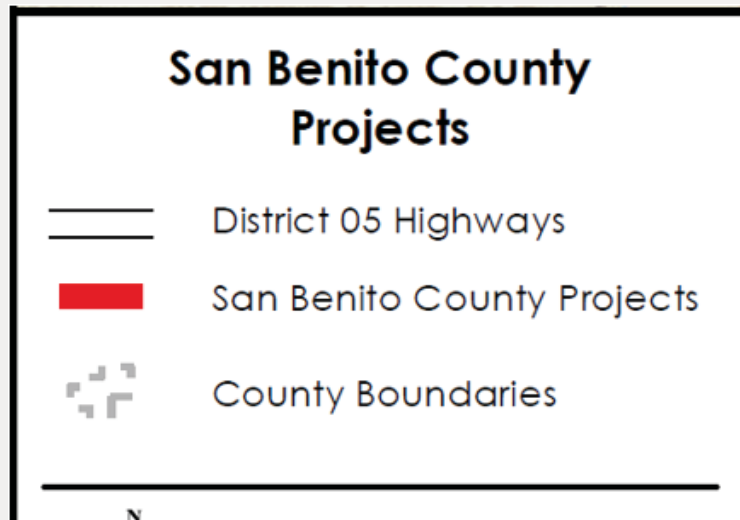 San Benito County
Projects
District 05 Highways
San Benito County Projects
County Boundaries
N